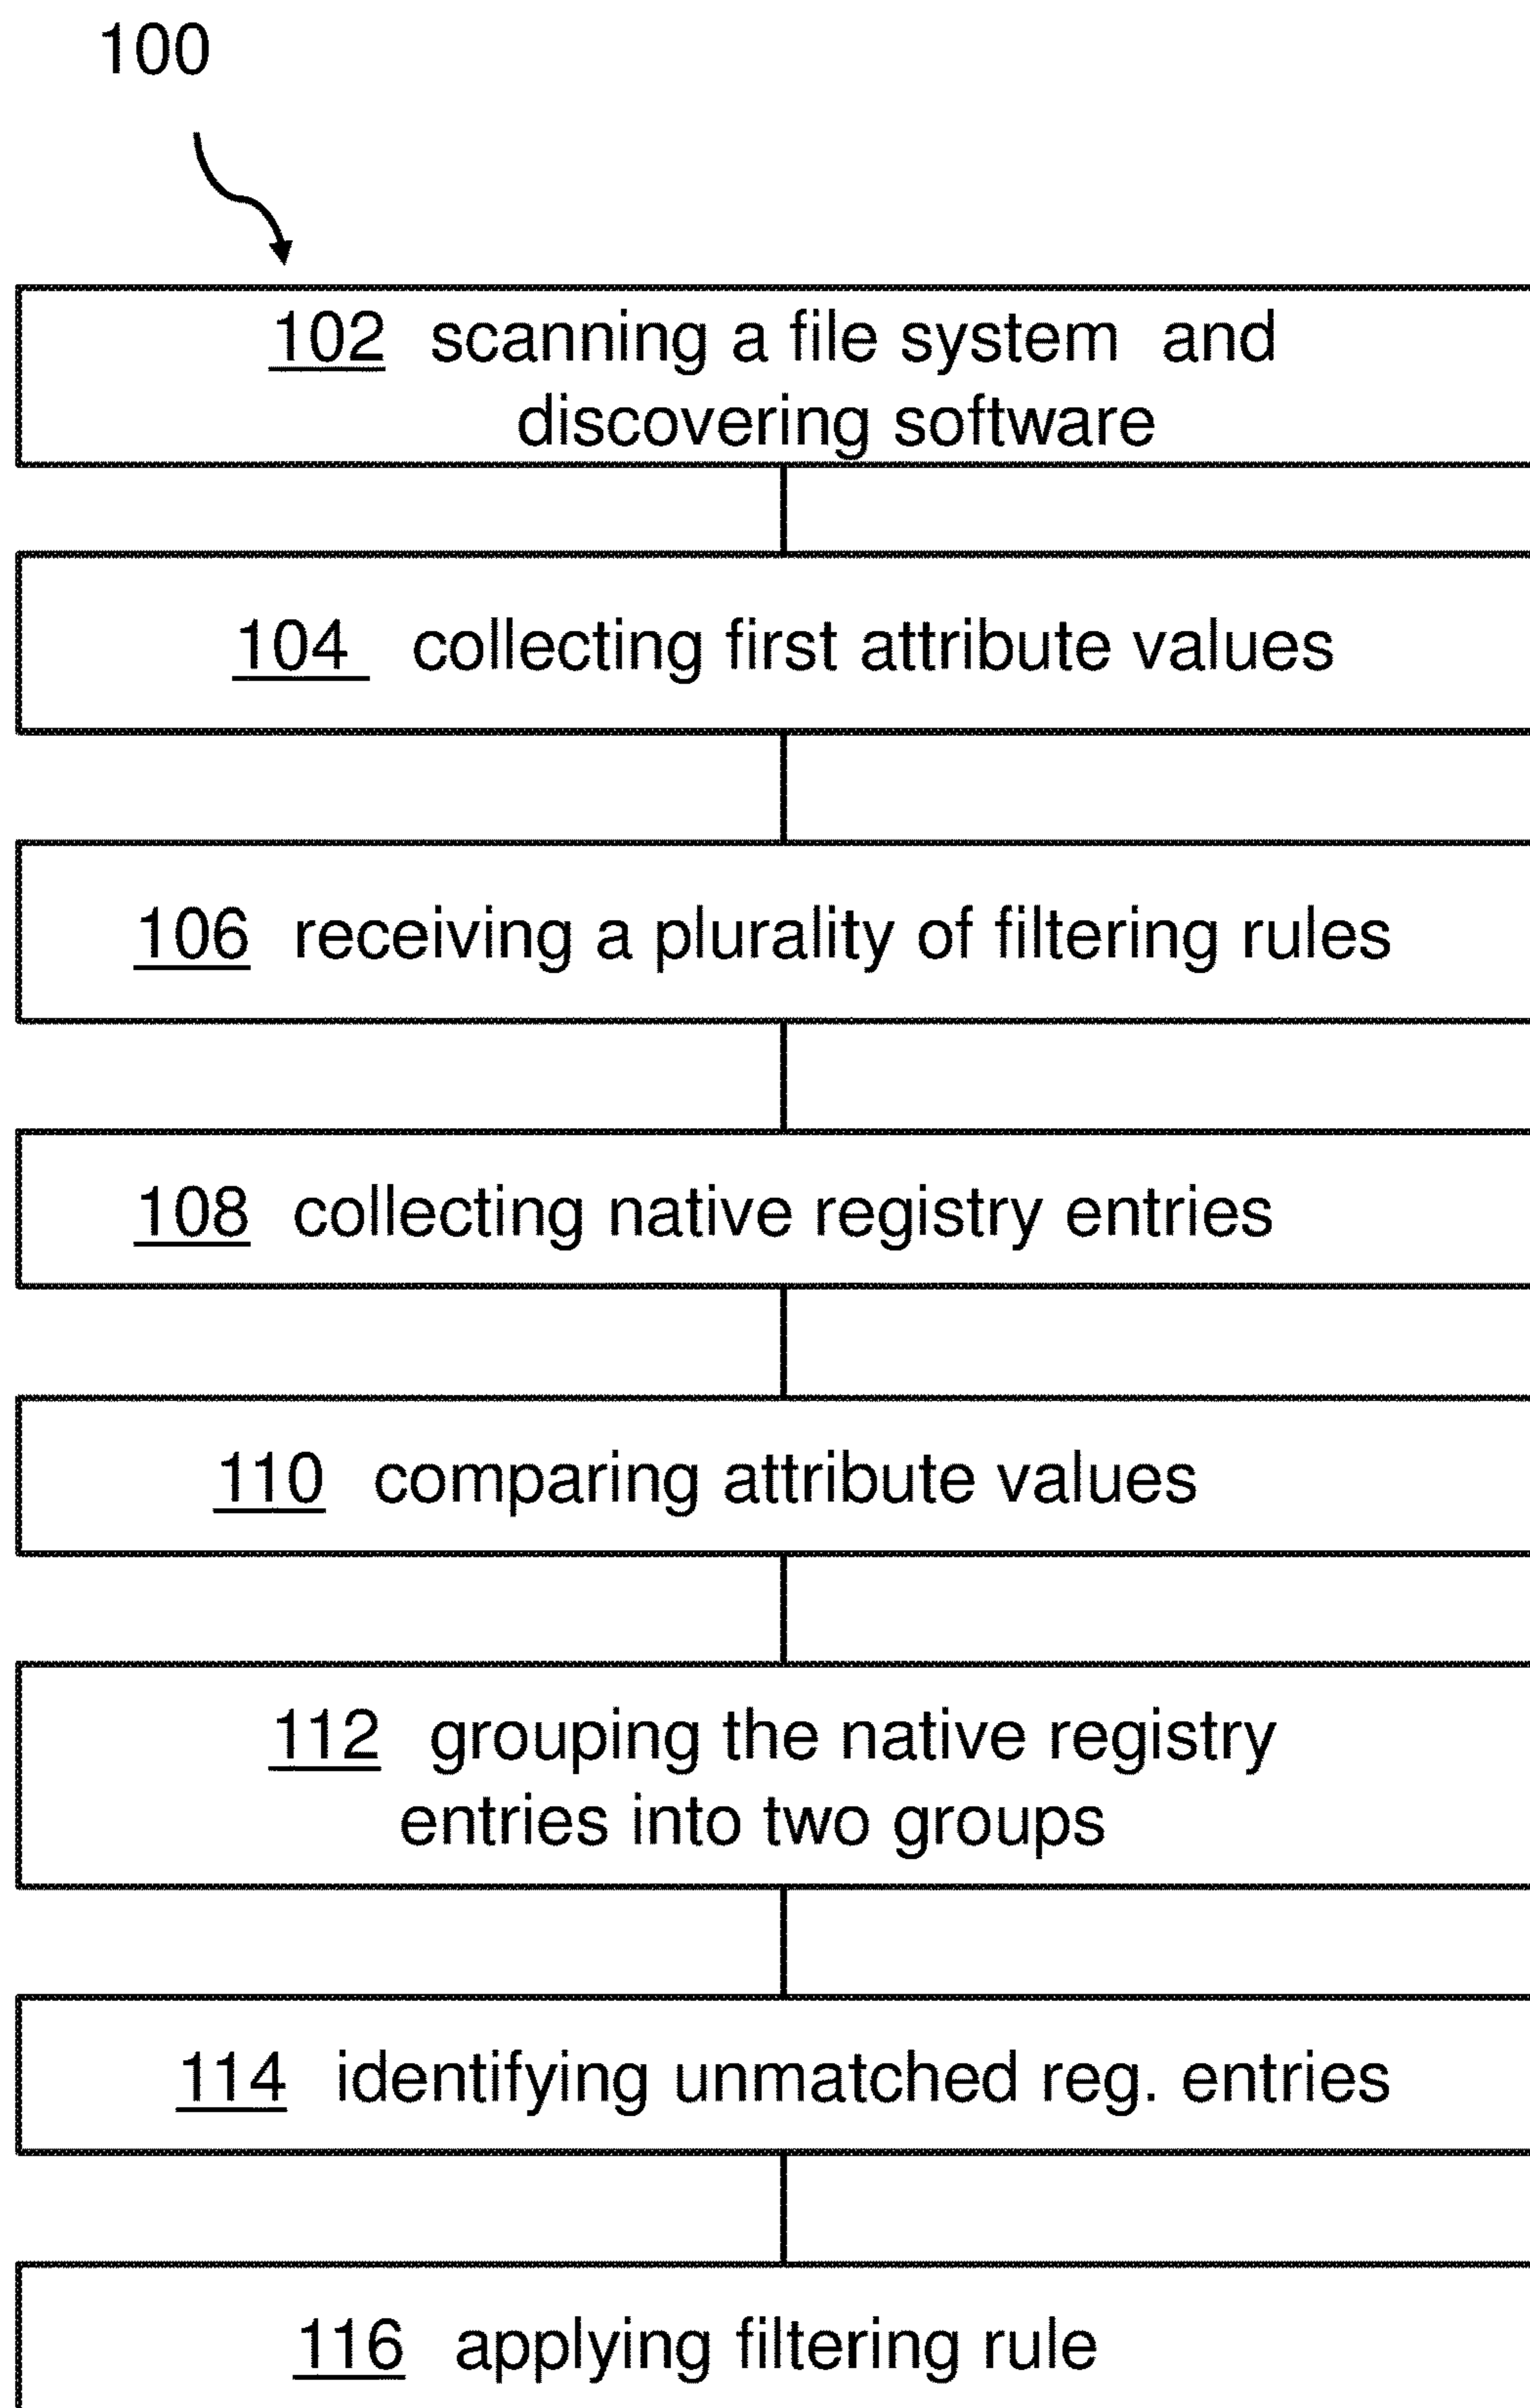 100
102 scanning a file system and
discovering software
104 collecting first attribute values
106 receiving a plurality of filtering rules
108 collecting native registry entries
110 comparing attribute values
112 grouping the native registry
entries into two groups
114 identifying unmatched reg. entries
116 applying filtering rule